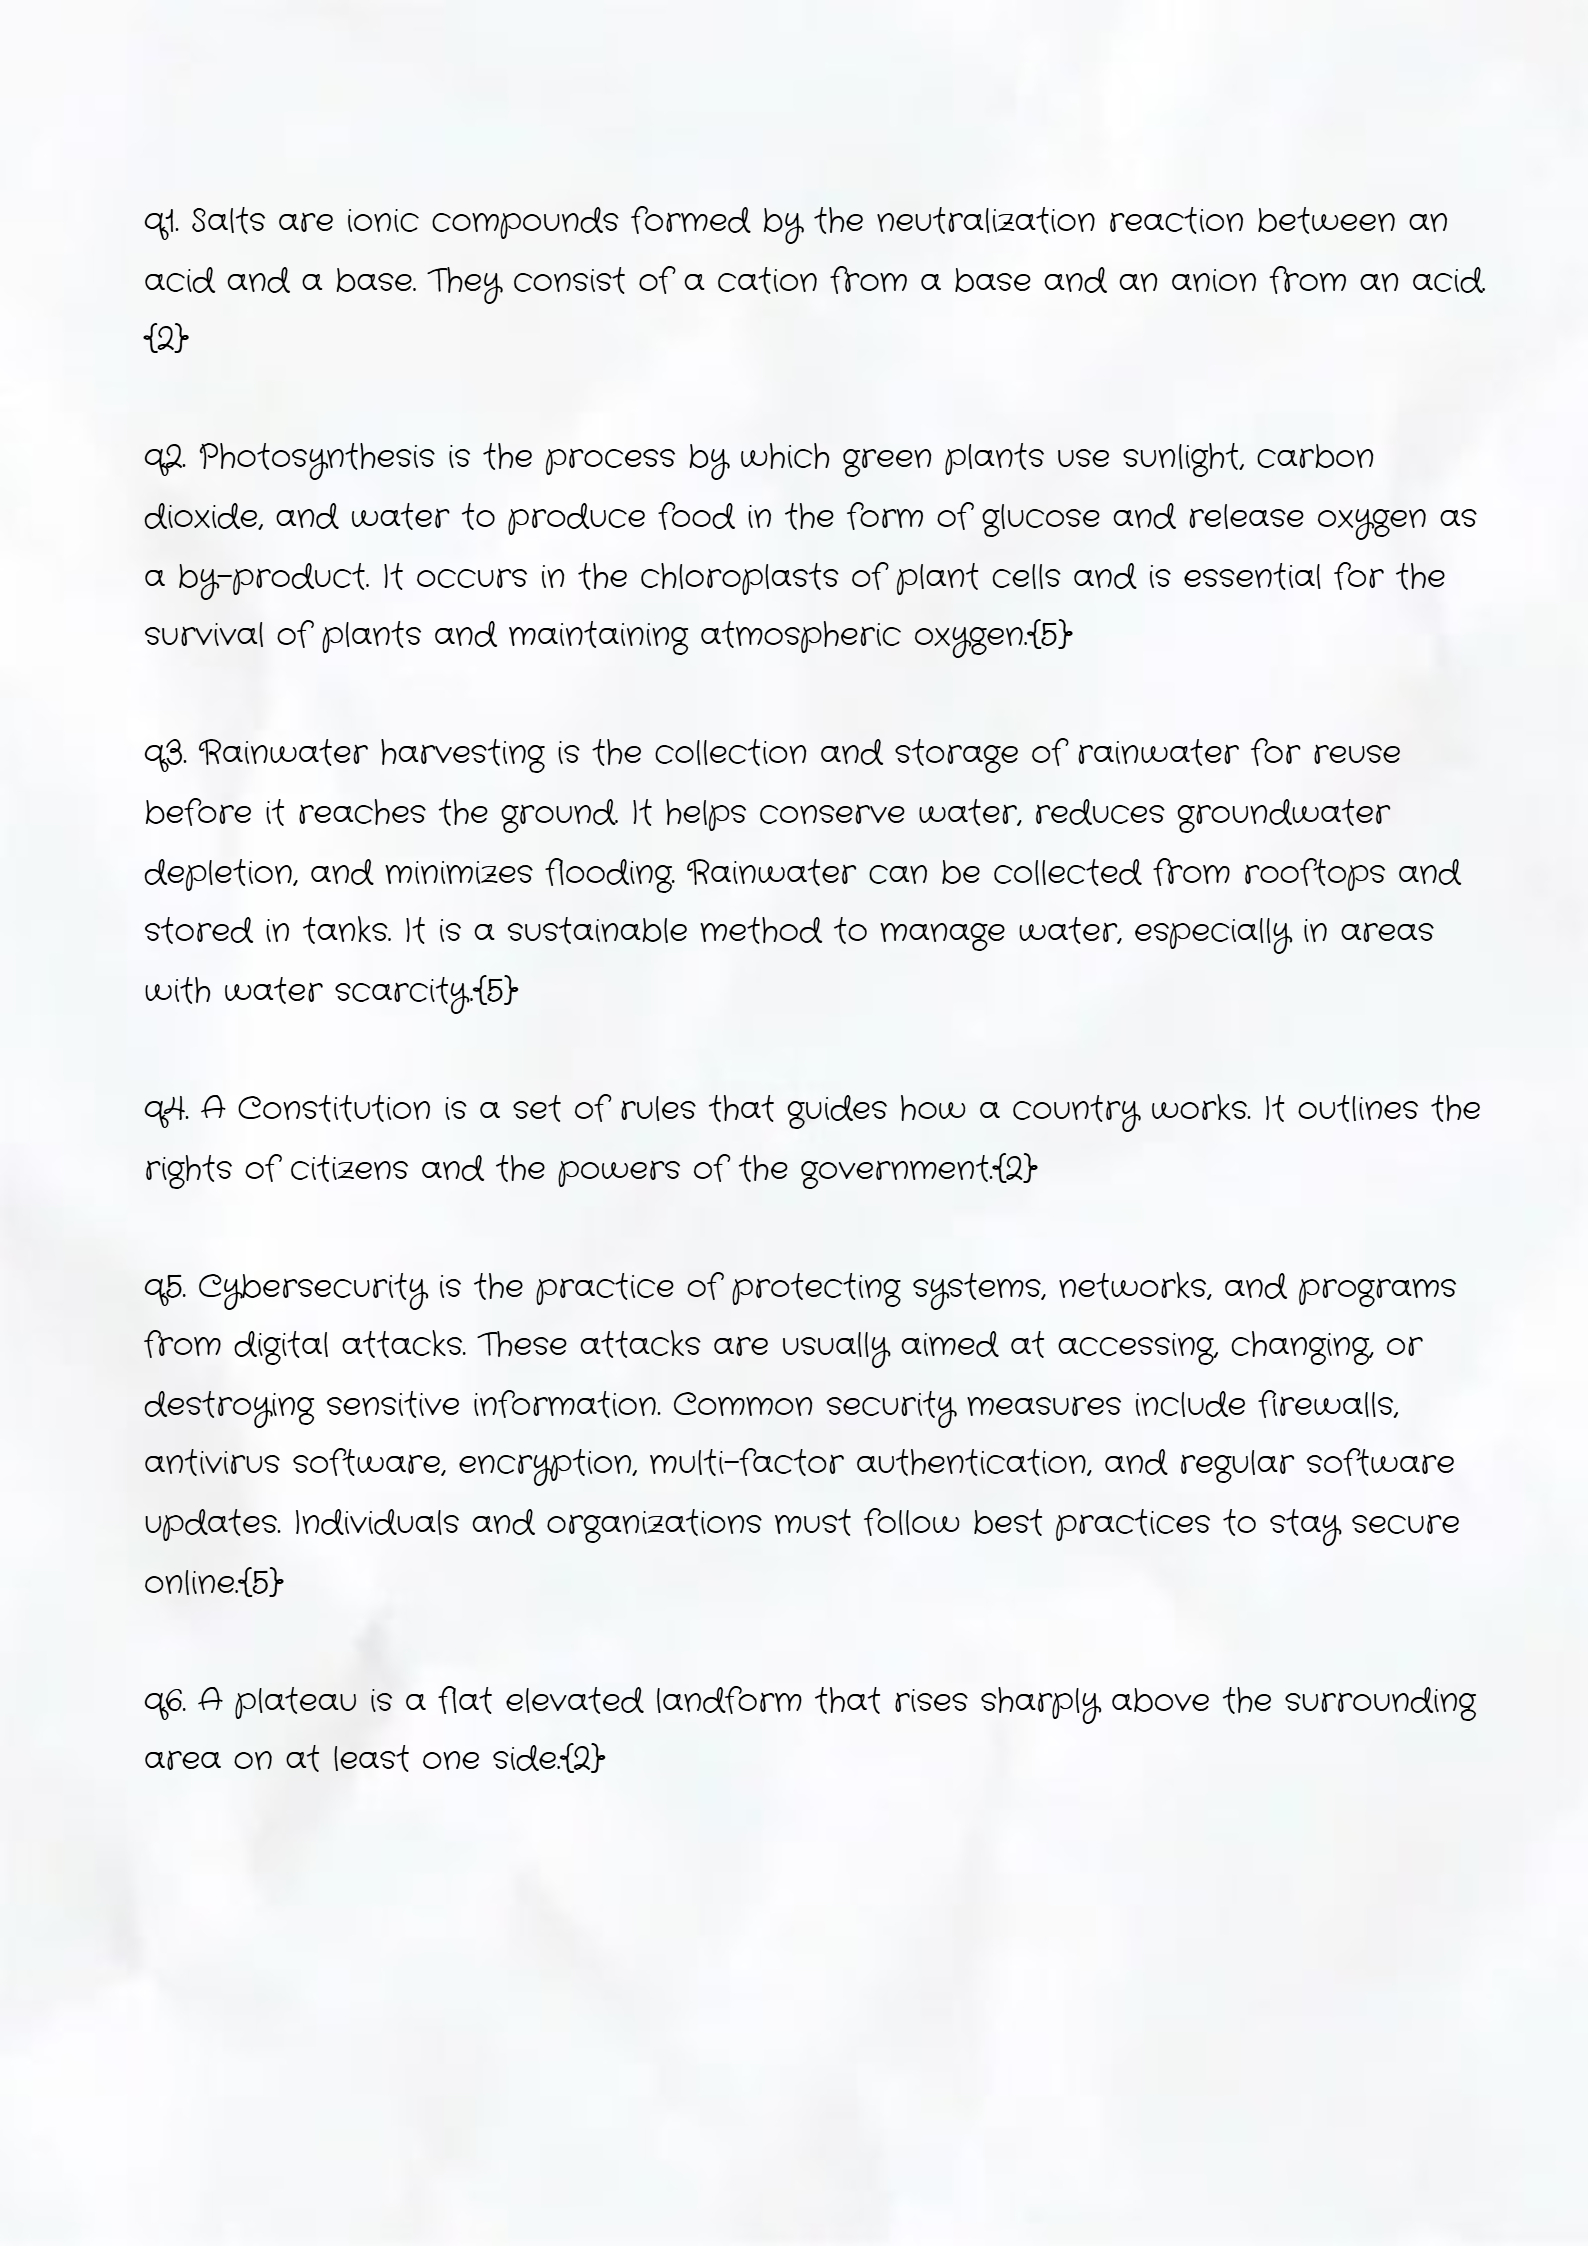 q1. Salts are ionic compounds formed by the neutralization reaction between an
acid and a base. They consist of a cation from a base and an anion from an acid.
{2}
q2. Photosynthesis is the process by which green plants use sunlight, carbon
dioxide, and water to produce food in the form of glucose and release oxygen as
a by-product. It occurs in the chloroplasts of plant cells and is essential for the
survival of plants and maintaining atmospheric oxygen.{5}
q3. Rainwater harvesting is the collection and storage of rainwater for reuse
before it reaches the ground. It helps conserve water, reduces groundwater
depletion, and minimizes flooding. Rainwater can be collected from rooftops and
stored in tanks. It is a sustainable method to manage water, especially in areas
with water scarcity.{5}
q4. A Constitution is a set of rules that guides how a country works. It outlines the
rights of citizens and the powers of the government.{2}
q5. Cybersecurity is the practice of protecting systems, networks, and programs
from digital attacks. These attacks are usually aimed at accessing, changing, or
destroying sensitive information. Common security measures include firewalls,
antivirus software, encryption, multi-factor authentication, and regular software
updates. Individuals and organizations must follow best practices to stay secure
online.{5}
q6. A plateau is a flat elevated landform that rises sharply above the surrounding
area on at least one side.{2}